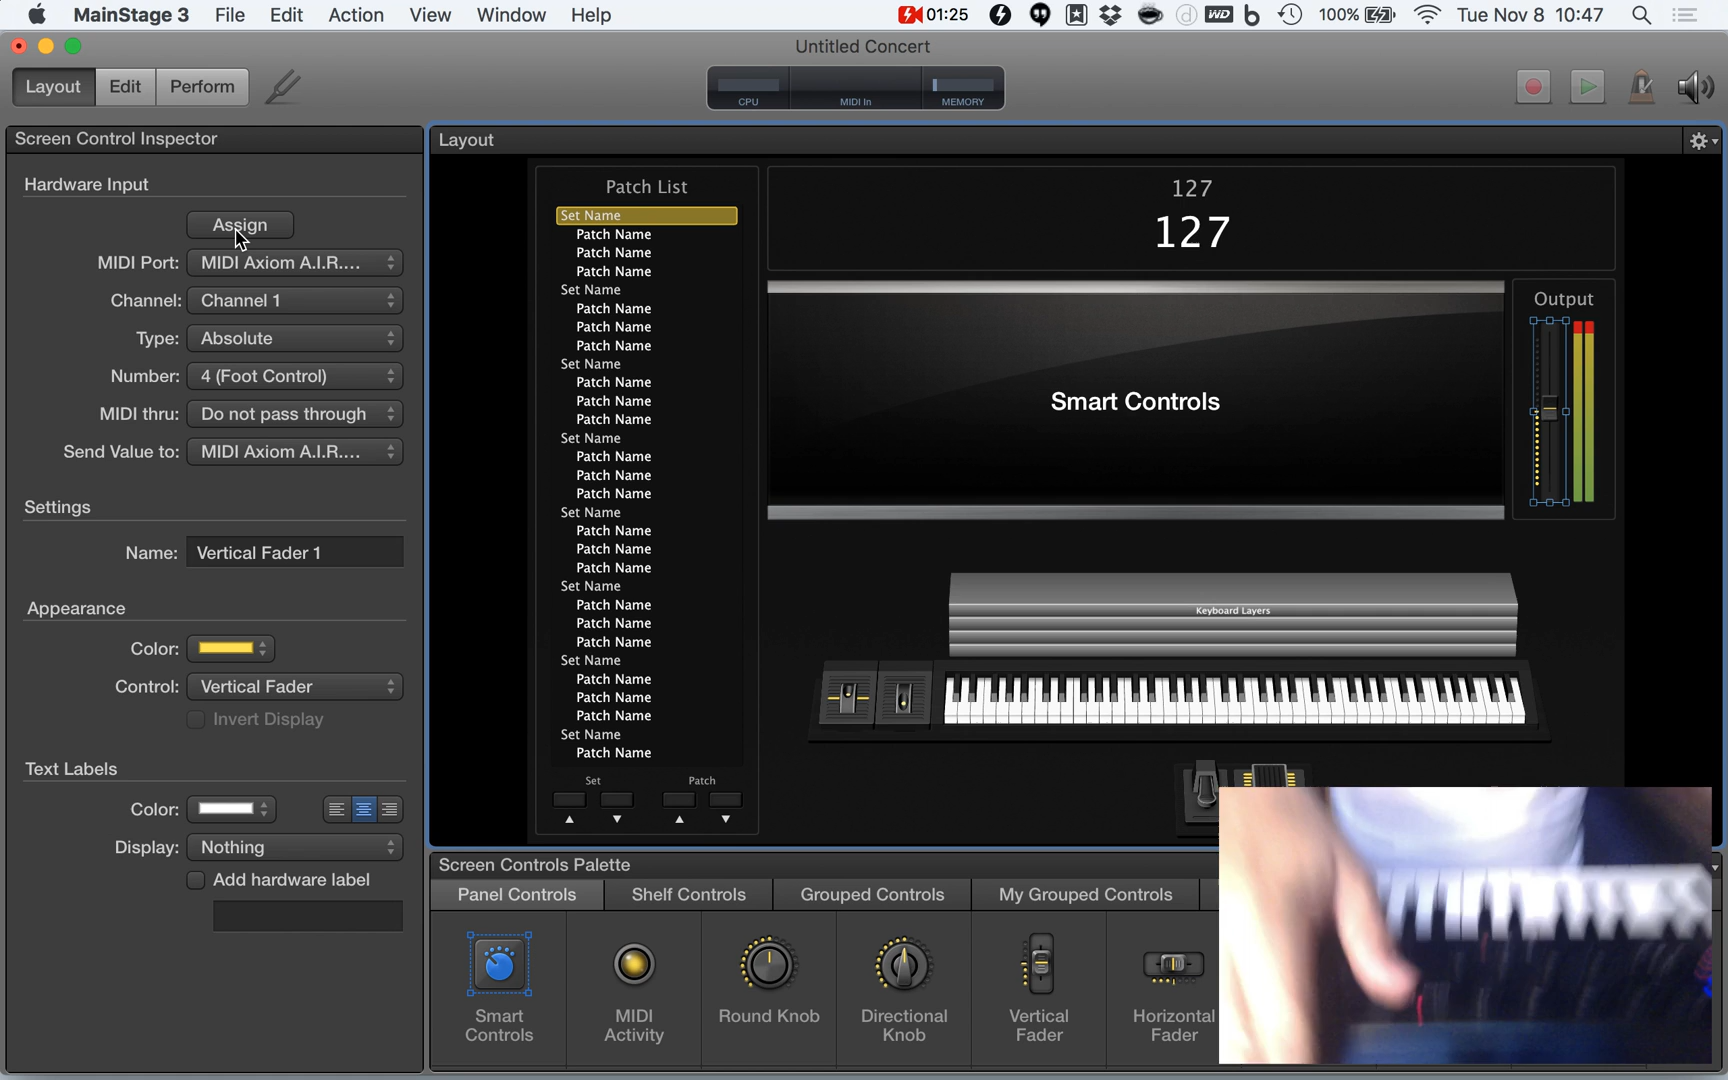 MainStage 3 File Edit Action View Window Help
01:25 WD 100% Tue Nov 8 10:47
Untitled Concert
Layout Edit Perform
CPU MIDI In MEMORY
Screen Control Inspector
Hardware Input
Assign
MIDI Port: MIDI Axiom A.I.R....
Channel: Channel 1
Type: Absolute
Number: 4 (Foot Control)
MIDI thru: Do not pass through
Send Value to: MIDI Axiom A.I.R....
Settings
Name: Vertical Fader 1
Appearance
Color:
Control: Vertical Fader
Invert Display
Text Labels
Color:
Display: Nothing
Add hardware label
Layout
Patch List
Set Name
Patch Name
Patch Name
Patch Name
Set Name
Patch Name
Patch Name
Patch Name
Set Name
Patch Name
Patch Name
Patch Name
Set Name
Patch Name
Patch Name
Patch Name
Set Name
Patch Name
Patch Name
Patch Name
Set Name
Patch Name
Patch Name
Patch Name
Set Name
Patch Name
Patch Name
Patch Name
Set Name
Patch Name
Set Patch
127
127
Smart Controls
Output
Keyboard Layers
Screen Controls Palette
Panel Controls Shelf Controls Grouped Controls My Grouped Controls
Smart
Controls
MIDI
Activity
Round Knob
Directional
Knob
Vertical
Fader
Horizontal
Fader